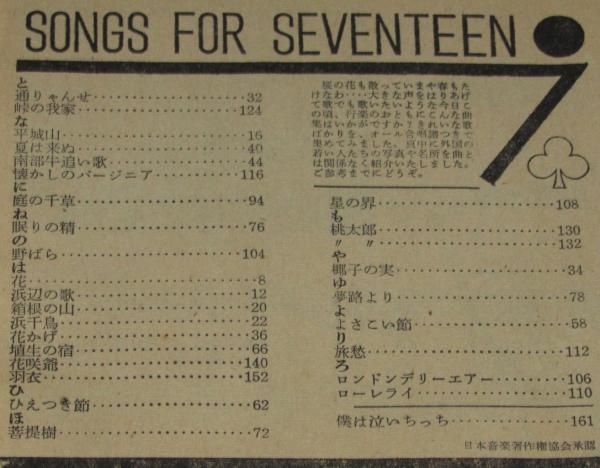 SONGS FOR SEVENTEEN
と
通りゃんせ 32
峠の我家 124
な
平城山 16
夏は来ぬ 40
南部牛追い歌 44
懐かしのバージニア 116
に
庭の千草 94
ね
眠りの精 76
の
野ばら 104
は
花 8
浜辺の歌 12
箱根の山 20
浜千鳥 22
花かげ 36
埴生の宿 66
花咲爺 140
羽衣 152
ひ
ひえつき節 62
ほ
菩提樹 72
星の界 108
も
桃太郎 130
〃 〃 132
や
椰子の実 34
ゆ
夢路より 78
よ
よさこい節 58
り
旅愁 112
ろ
ロンドンデリーエアー 106
ローレライ 110
僕は泣いちっち 161
日本音楽著作権協会承認